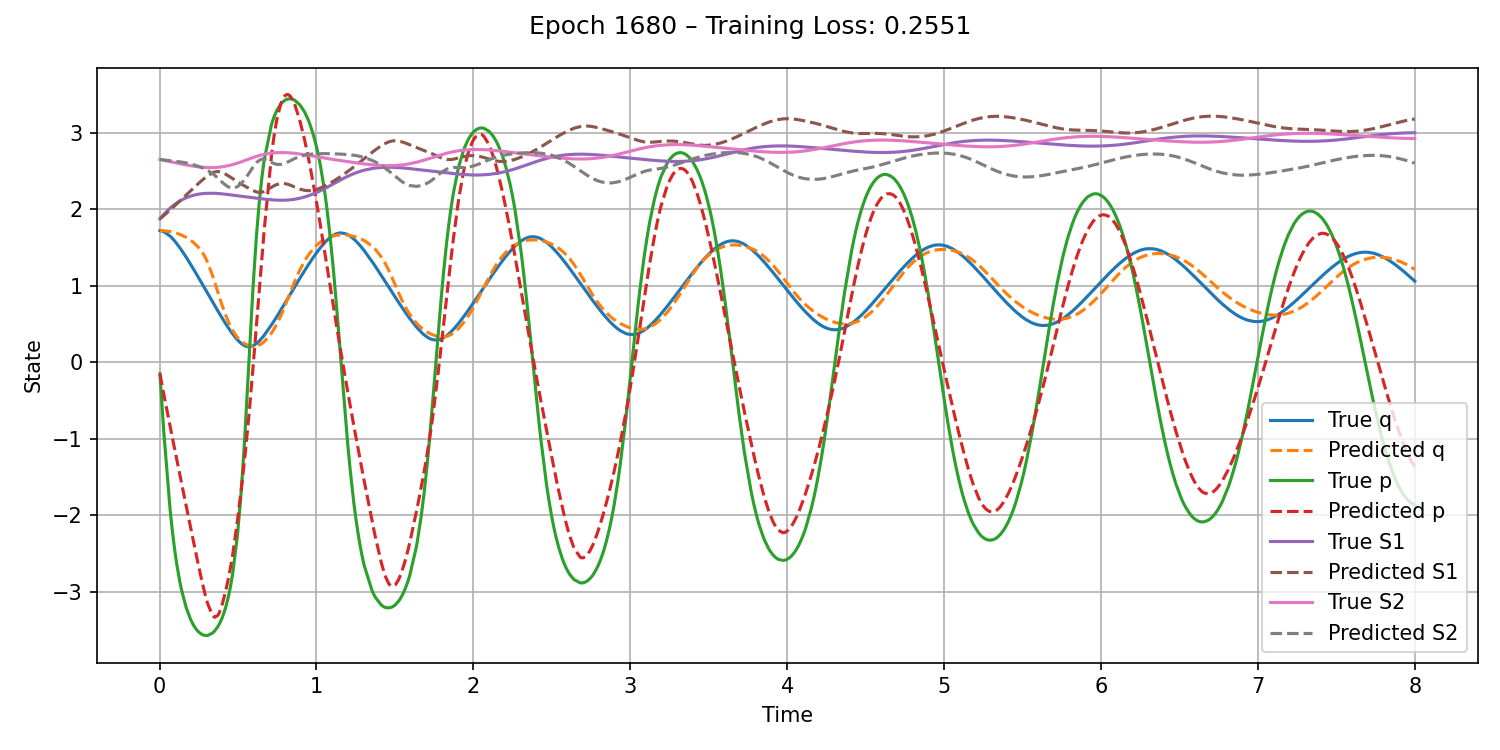 Epoch 1680 – Training Loss: 0.2551
State
3
2
1
0
−1
−2
−3
0 1 2 3 4 5 6 7 8
Time
True q
Predicted q
True p
Predicted p
True S1
Predicted S1
True S2
Predicted S2